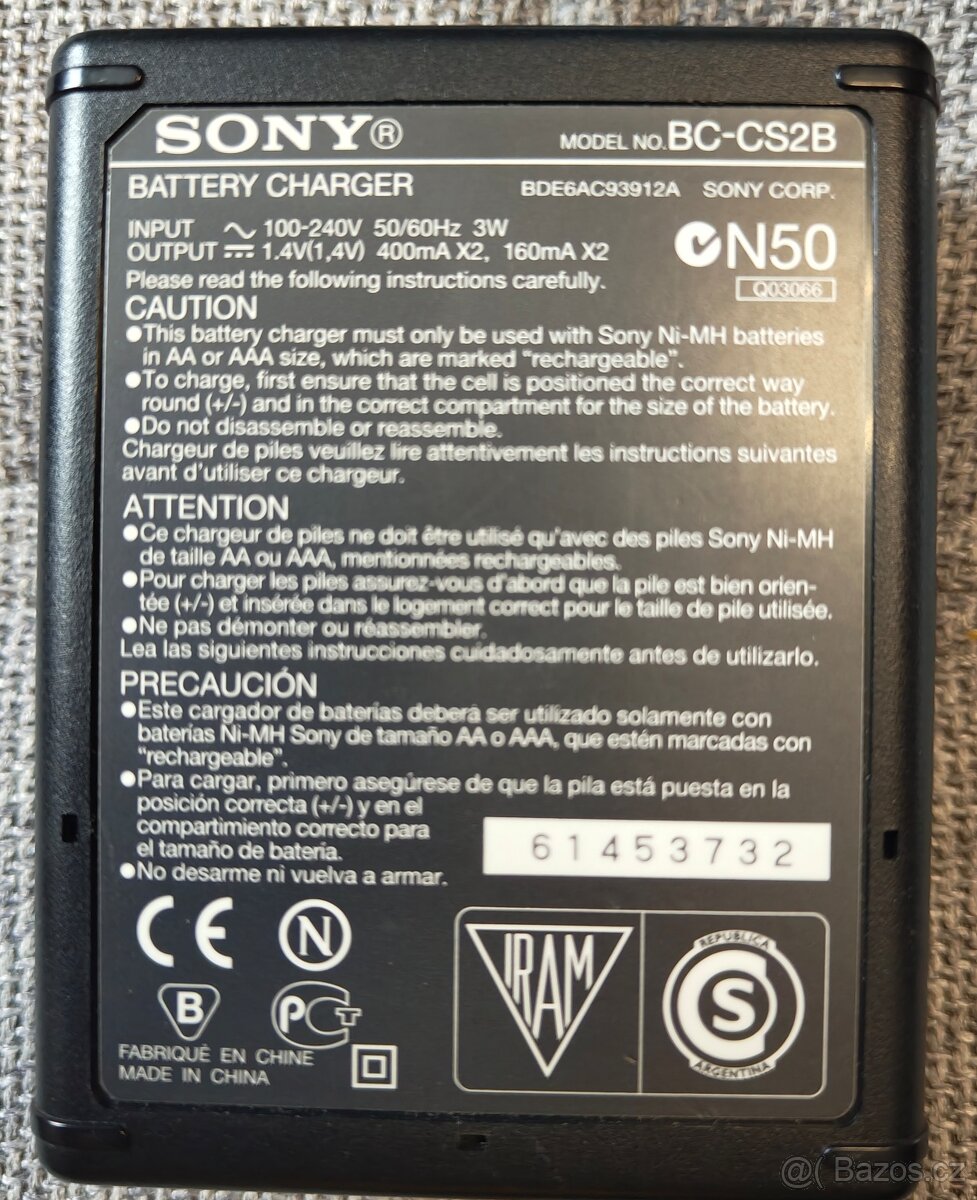 SONY® MODEL NO. BC-CS2B
BATTERY CHARGER BDE6AC93912A SONY CORP.
INPUT ~ 100-240V 50/60Hz 3W
OUTPUT ⎓ 1.4V(1,4V) 400mA X2, 160mA X2
N50
Q03066
Please read the following instructions carefully.
CAUTION
●This battery charger must only be used with Sony Ni-MH batteries
in AA or AAA size, which are marked "rechargeable".
●To charge, first ensure that the cell is positioned the correct way
round (+/-) and in the correct compartment for the size of the battery.
●Do not disassemble or reassemble.
Chargeur de piles veuillez lire attentivement les instructions suivantes
avant d'utiliser ce chargeur.
ATTENTION
●Ce chargeur de piles ne doit être utilisé qu'avec des piles Sony Ni-MH
de taille AA ou AAA, mentionnées rechargeables.
●Pour charger les piles assurez-vous d'abord que la pile est bien orien-
tée (+/-) et insérée dans le logement correct pour le taille de pile utilisée.
●Ne pas démonter ou réassembler.
Lea las siguientes instrucciones cuidadosamente antes de utilizarlo.
PRECAUCIÓN
●Este cargador de baterías deberá ser utilizado solamente con
baterías Ni-MH Sony de tamaño AA o AAA, que estén marcadas con
"rechargeable".
●Para cargar, primero asegúrese de que la pila está puesta en la
posición correcta (+/-) y en el
compartimiento correcto para
el tamaño de batería.
●No desarme ni vuelva a armar.
61453732
CE N
B PCT
IRAM
REPUBLICA
S
ARGENTINA
FABRIQUÉ EN CHINE
MADE IN CHINA
@( Bazos.cz